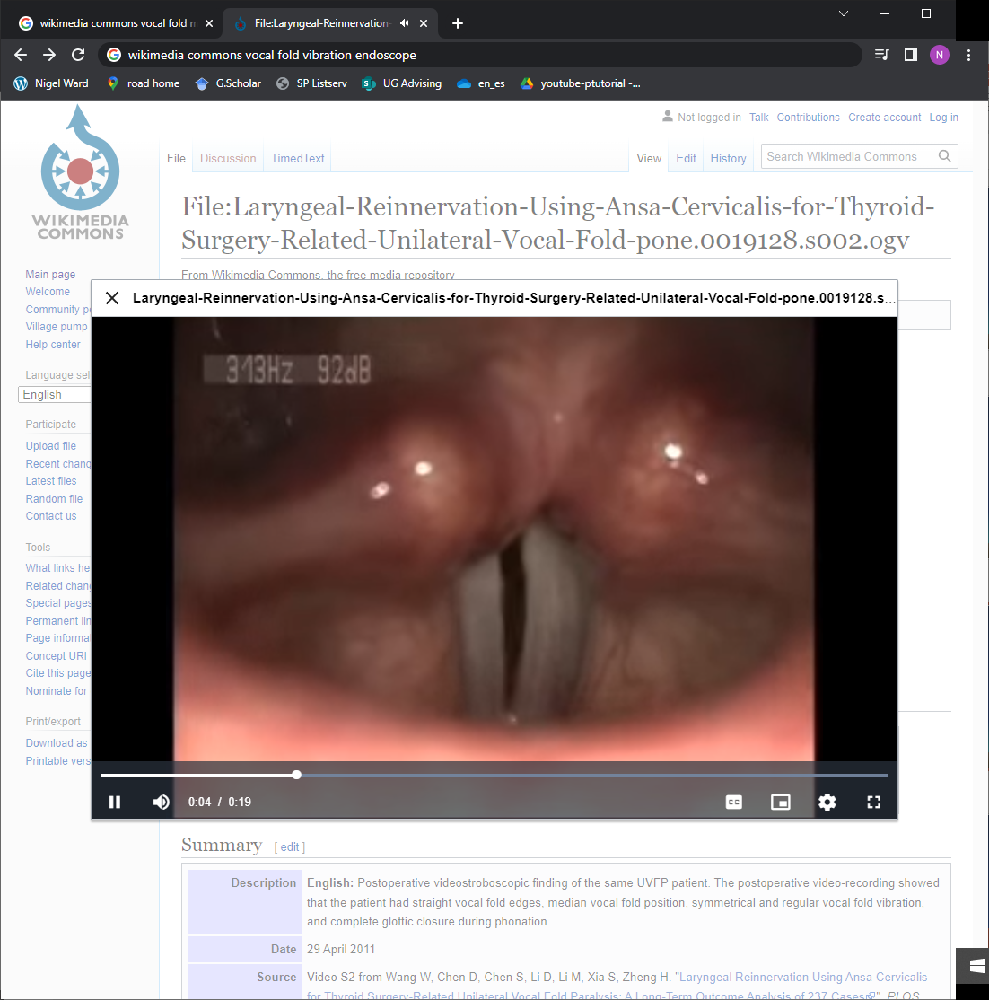 wikimedia commons vocal fold m
File:Laryngeal-Reinnervation-
wikimedia commons vocal fold vibration endoscope
N
Nigel Ward
road home
G.Scholar
SP Listserv
UG Advising
en_es
youtube-ptutorial -...
Not logged in Talk Contributions Create account Log in
File Discussion TimedText View Edit History Search Wikimedia Commons
WIKIMEDIA
COMMONS
File:Laryngeal-Reinnervation-Using-Ansa-Cervicalis-for-Thyroid-
Surgery-Related-Unilateral-Vocal-Fold-pone.0019128.s002.ogv
From Wikimedia Commons, the free media repository
Main page
Welcome
Community po
Village pump
Help center
Language sel
English
Participate
Upload file
Recent chang
Latest files
Random file
Contact us
Tools
What links he
Related chang
Special pages
Permanent lin
Page informat
Concept URI
Cite this page
Nominate for
Print/export
Download as
Printable vers
Laryngeal-Reinnervation-Using-Ansa-Cervicalis-for-Thyroid-Surgery-Related-Unilateral-Vocal-Fold-pone.0019128.s...
313Hz 92dB
0:04 / 0:19
CC
Summary [ edit ]
Description English: Postoperative videostroboscopic finding of the same UVFP patient. The postoperative video-recording showed
that the patient had straight vocal fold edges, median vocal fold position, symmetrical and regular vocal fold vibration,
and complete glottic closure during phonation.
Date 29 April 2011
Source Video S2 from Wang W, Chen D, Chen S, Li D, Li M, Xia S, Zheng H. "Laryngeal Reinnervation Using Ansa Cervicalis
for Thyroid Surgery-Related Unilateral Vocal Fold Paralysis: A Long-Term Outcome Analysis of 237 Cases". PLOS